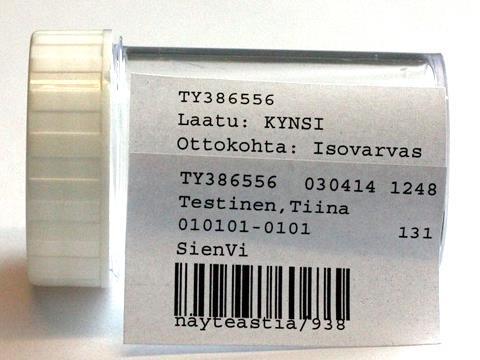 TY386556
Laatu: KYNSI
Ottokohta: Isovarvas
TY386556 030414 1248
Testinen,Tiina
010101-0101 131
SienVi
näyteastia/938